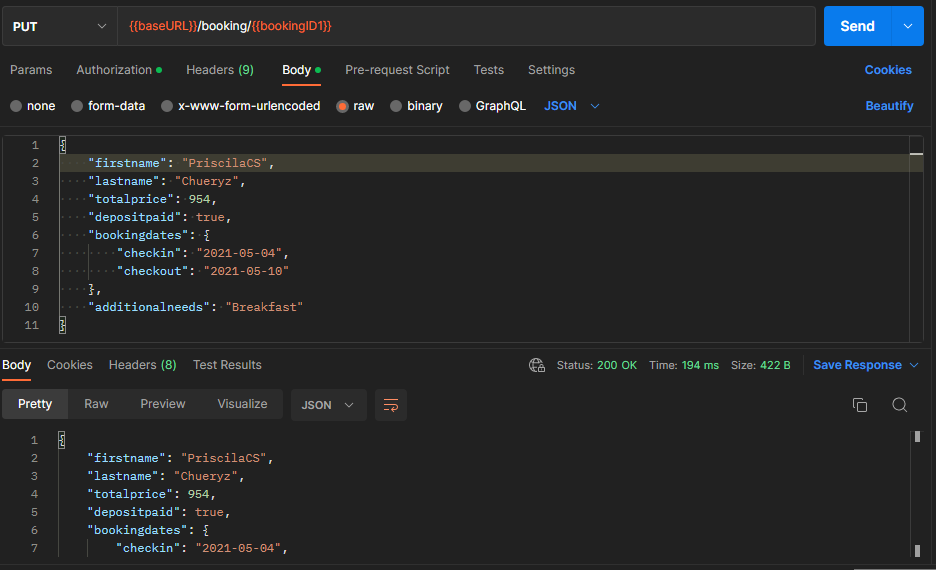 PUT {{baseURL}}/booking/{{bookingID1}} Send
Params Authorization Headers (9) Body Pre-request Script Tests Settings Cookies
none form-data x-www-form-urlencoded raw binary GraphQL JSON Beautify
1 {
2 "firstname": "PriscilaCS",
3 "lastname": "Chueryz",
4 "totalprice": 954,
5 "depositpaid": true,
6 "bookingdates": {
7 "checkin": "2021-05-04",
8 "checkout": "2021-05-10"
9 },
10 "additionalneeds": "Breakfast"
11 }
Body Cookies Headers (8) Test Results Status: 200 OK Time: 194 ms Size: 422 B Save Response
Pretty Raw Preview Visualize JSON
1 {
2 "firstname": "PriscilaCS",
3 "lastname": "Chueryz",
4 "totalprice": 954,
5 "depositpaid": true,
6 "bookingdates": {
7 "checkin": "2021-05-04",